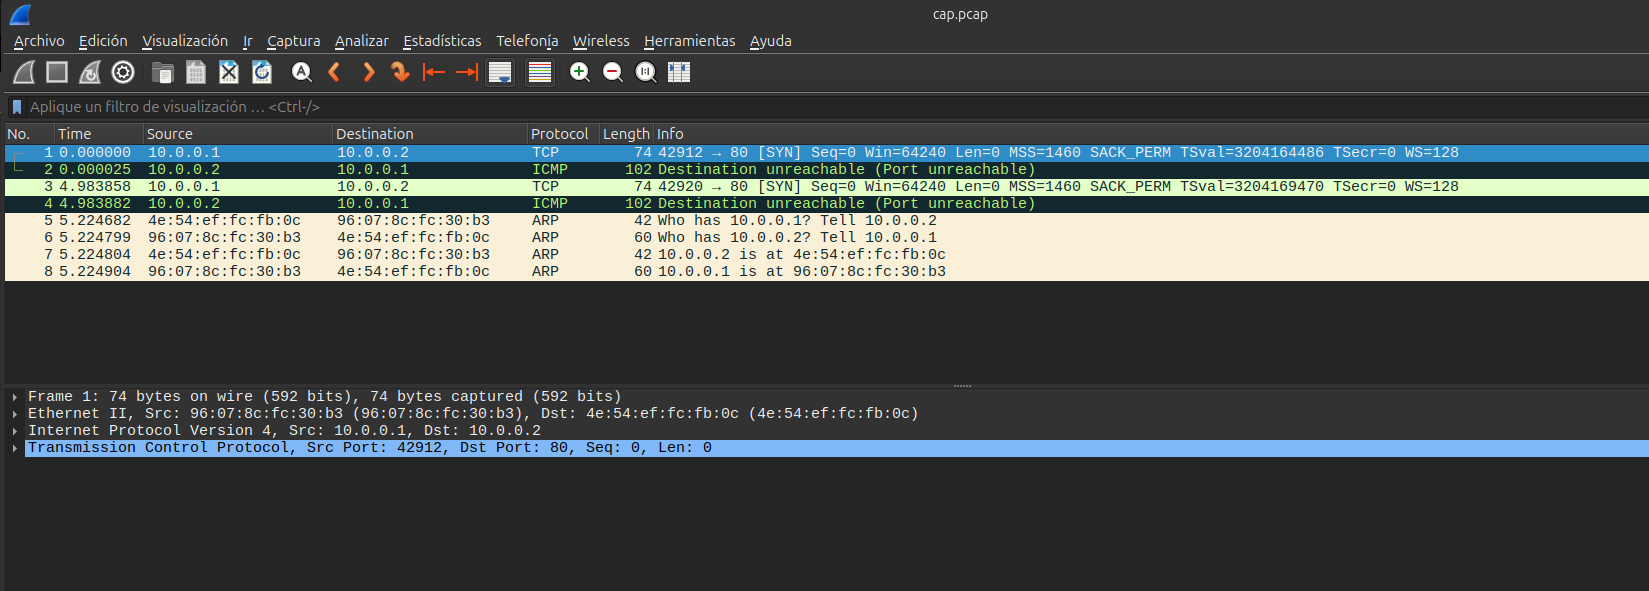 cap.pcap
Archivo Edición Visualización Ir Captura Analizar Estadísticas Telefonía Wireless Herramientas Ayuda
Aplique un filtro de visualización … <Ctrl-/>
No. Time Source Destination Protocol Length Info
1 0.000000 10.0.0.1 10.0.0.2 TCP 74 42912 → 80 [SYN] Seq=0 Win=64240 Len=0 MSS=1460 SACK_PERM TSval=3204164486 TSecr=0 WS=128
2 0.000025 10.0.0.2 10.0.0.1 ICMP 102 Destination unreachable (Port unreachable)
3 4.983858 10.0.0.1 10.0.0.2 TCP 74 42920 → 80 [SYN] Seq=0 Win=64240 Len=0 MSS=1460 SACK_PERM TSval=3204169470 TSecr=0 WS=128
4 4.983882 10.0.0.2 10.0.0.1 ICMP 102 Destination unreachable (Port unreachable)
5 5.224682 4e:54:ef:fc:fb:0c 96:07:8c:fc:30:b3 ARP 42 Who has 10.0.0.1? Tell 10.0.0.2
6 5.224799 96:07:8c:fc:30:b3 4e:54:ef:fc:fb:0c ARP 60 Who has 10.0.0.2? Tell 10.0.0.1
7 5.224804 4e:54:ef:fc:fb:0c 96:07:8c:fc:30:b3 ARP 42 10.0.0.2 is at 4e:54:ef:fc:fb:0c
8 5.224904 96:07:8c:fc:30:b3 4e:54:ef:fc:fb:0c ARP 60 10.0.0.1 is at 96:07:8c:fc:30:b3
Frame 1: 74 bytes on wire (592 bits), 74 bytes captured (592 bits)
Ethernet II, Src: 96:07:8c:fc:30:b3 (96:07:8c:fc:30:b3), Dst: 4e:54:ef:fc:fb:0c (4e:54:ef:fc:fb:0c)
Internet Protocol Version 4, Src: 10.0.0.1, Dst: 10.0.0.2
Transmission Control Protocol, Src Port: 42912, Dst Port: 80, Seq: 0, Len: 0